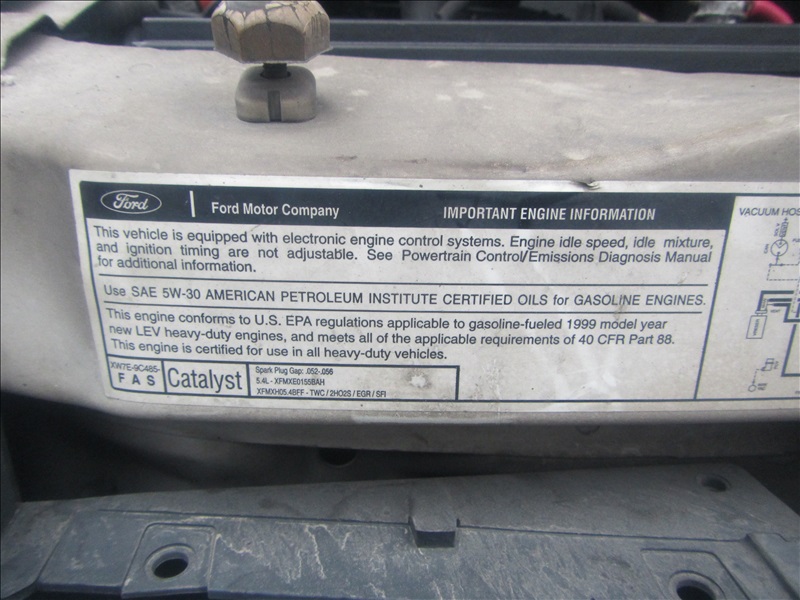 Ford
Ford Motor Company
IMPORTANT ENGINE INFORMATION
This vehicle is equipped with electronic engine control systems. Engine idle speed, idle mixture,
and ignition timing are not adjustable. See Powertrain Control/Emissions Diagnosis Manual
for additional information.
Use SAE 5W-30 AMERICAN PETROLEUM INSTITUTE CERTIFIED OILS for GASOLINE ENGINES.
This engine conforms to U.S. EPA regulations applicable to gasoline-fueled 1999 model year
new LEV heavy-duty engines, and meets all of the applicable requirements of 40 CFR Part 88.
This engine is certified for use in all heavy-duty vehicles.
XW7E-9C485-
F A S
Catalyst
Spark Plug Gap: .052-.056
5.4L - XFMXE0155BAH
XFMXH05.4BFF - TWC / 2HO2S / EGR / SFI
VACUUM HOS